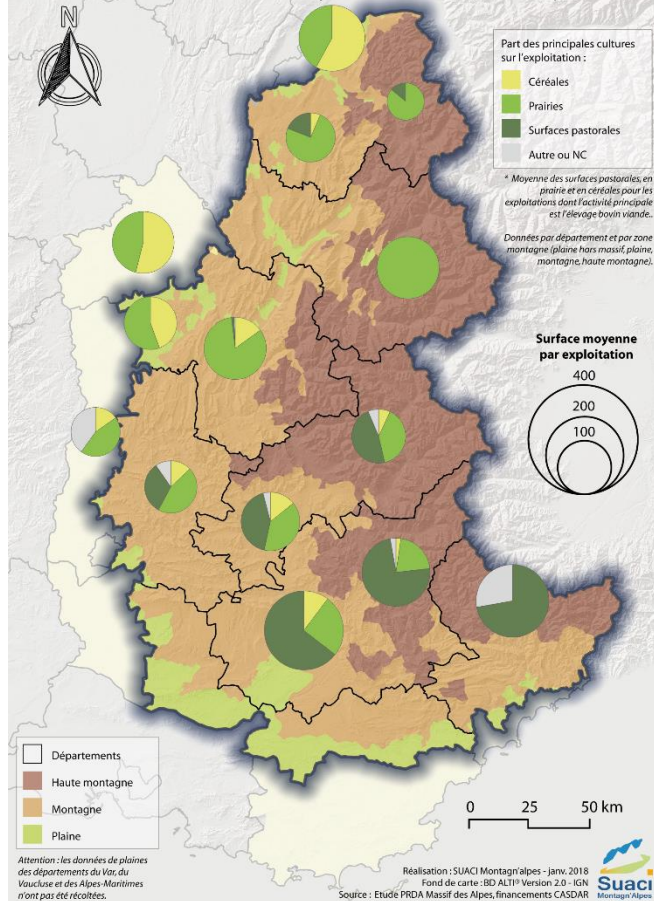 Part des principales cultures
sur l'exploitation :
Céréales
Prairies
Surfaces pastorales
Autre ou NC
* Moyenne des surfaces pastorales, en
prairie et en céréales pour les
exploitations dont l'activité principale
est l'élevage bovin viande..
Données par département et par zone
montagne (plaine hors massif, plaine,
montagne, haute montagne).
Surface moyenne
par exploitation
400
200
100
Départements
Haute montagne
Montagne
Plaine
Attention : les données de plaines
des départements du Var, du
Vaucluse et des Alpes-Maritimes
n'ont pas été récoltées.
0 25 50 km
Réalisation : SUACI Montagn'alpes - janv. 2018
Fond de carte : BD ALTI® Version 2.0 - IGN
Source : Etude PRDA Massif des Alpes, financements CASDAR
Suaci
Montagn'Alpes